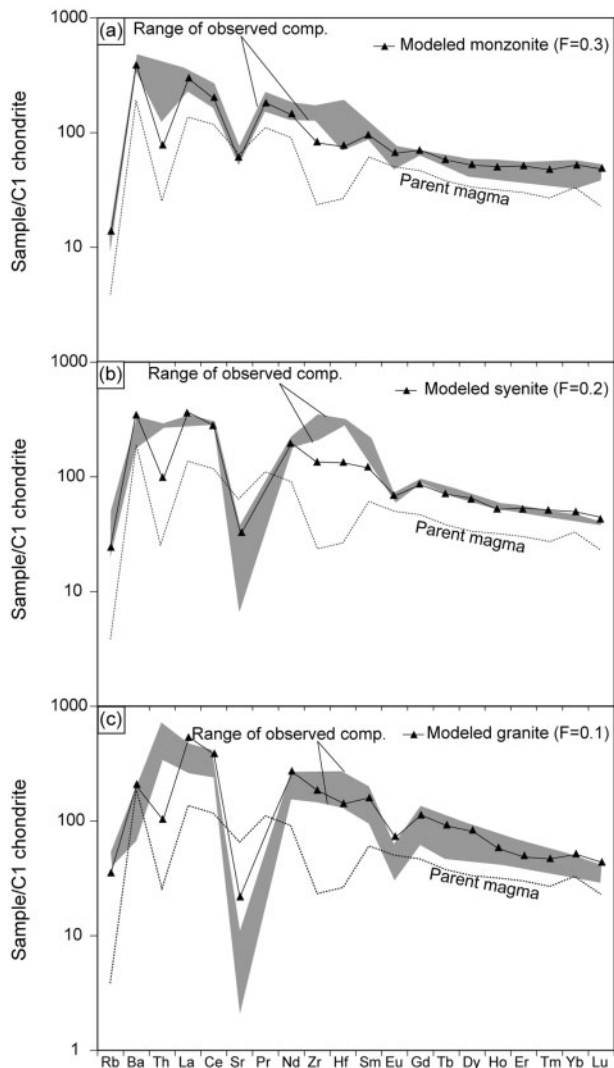 1000
(a)
Range of observed comp.
Modeled monzonite (F=0.3)
100
Sample/C1 chondrite
Parent magma
10
1000
(b)
Range of observed comp.
Modeled syenite (F=0.2)
100
Sample/C1 chondrite
Parent magma
10
1000
(c)
Range of observed comp.
Modeled granite (F=0.1)
100
Sample/C1 chondrite
Parent magma
10
1
Rb Ba Th La Ce Sr Pr Nd Zr Hf Sm Eu Gd Tb Dy Ho Er Tm Yb Lu